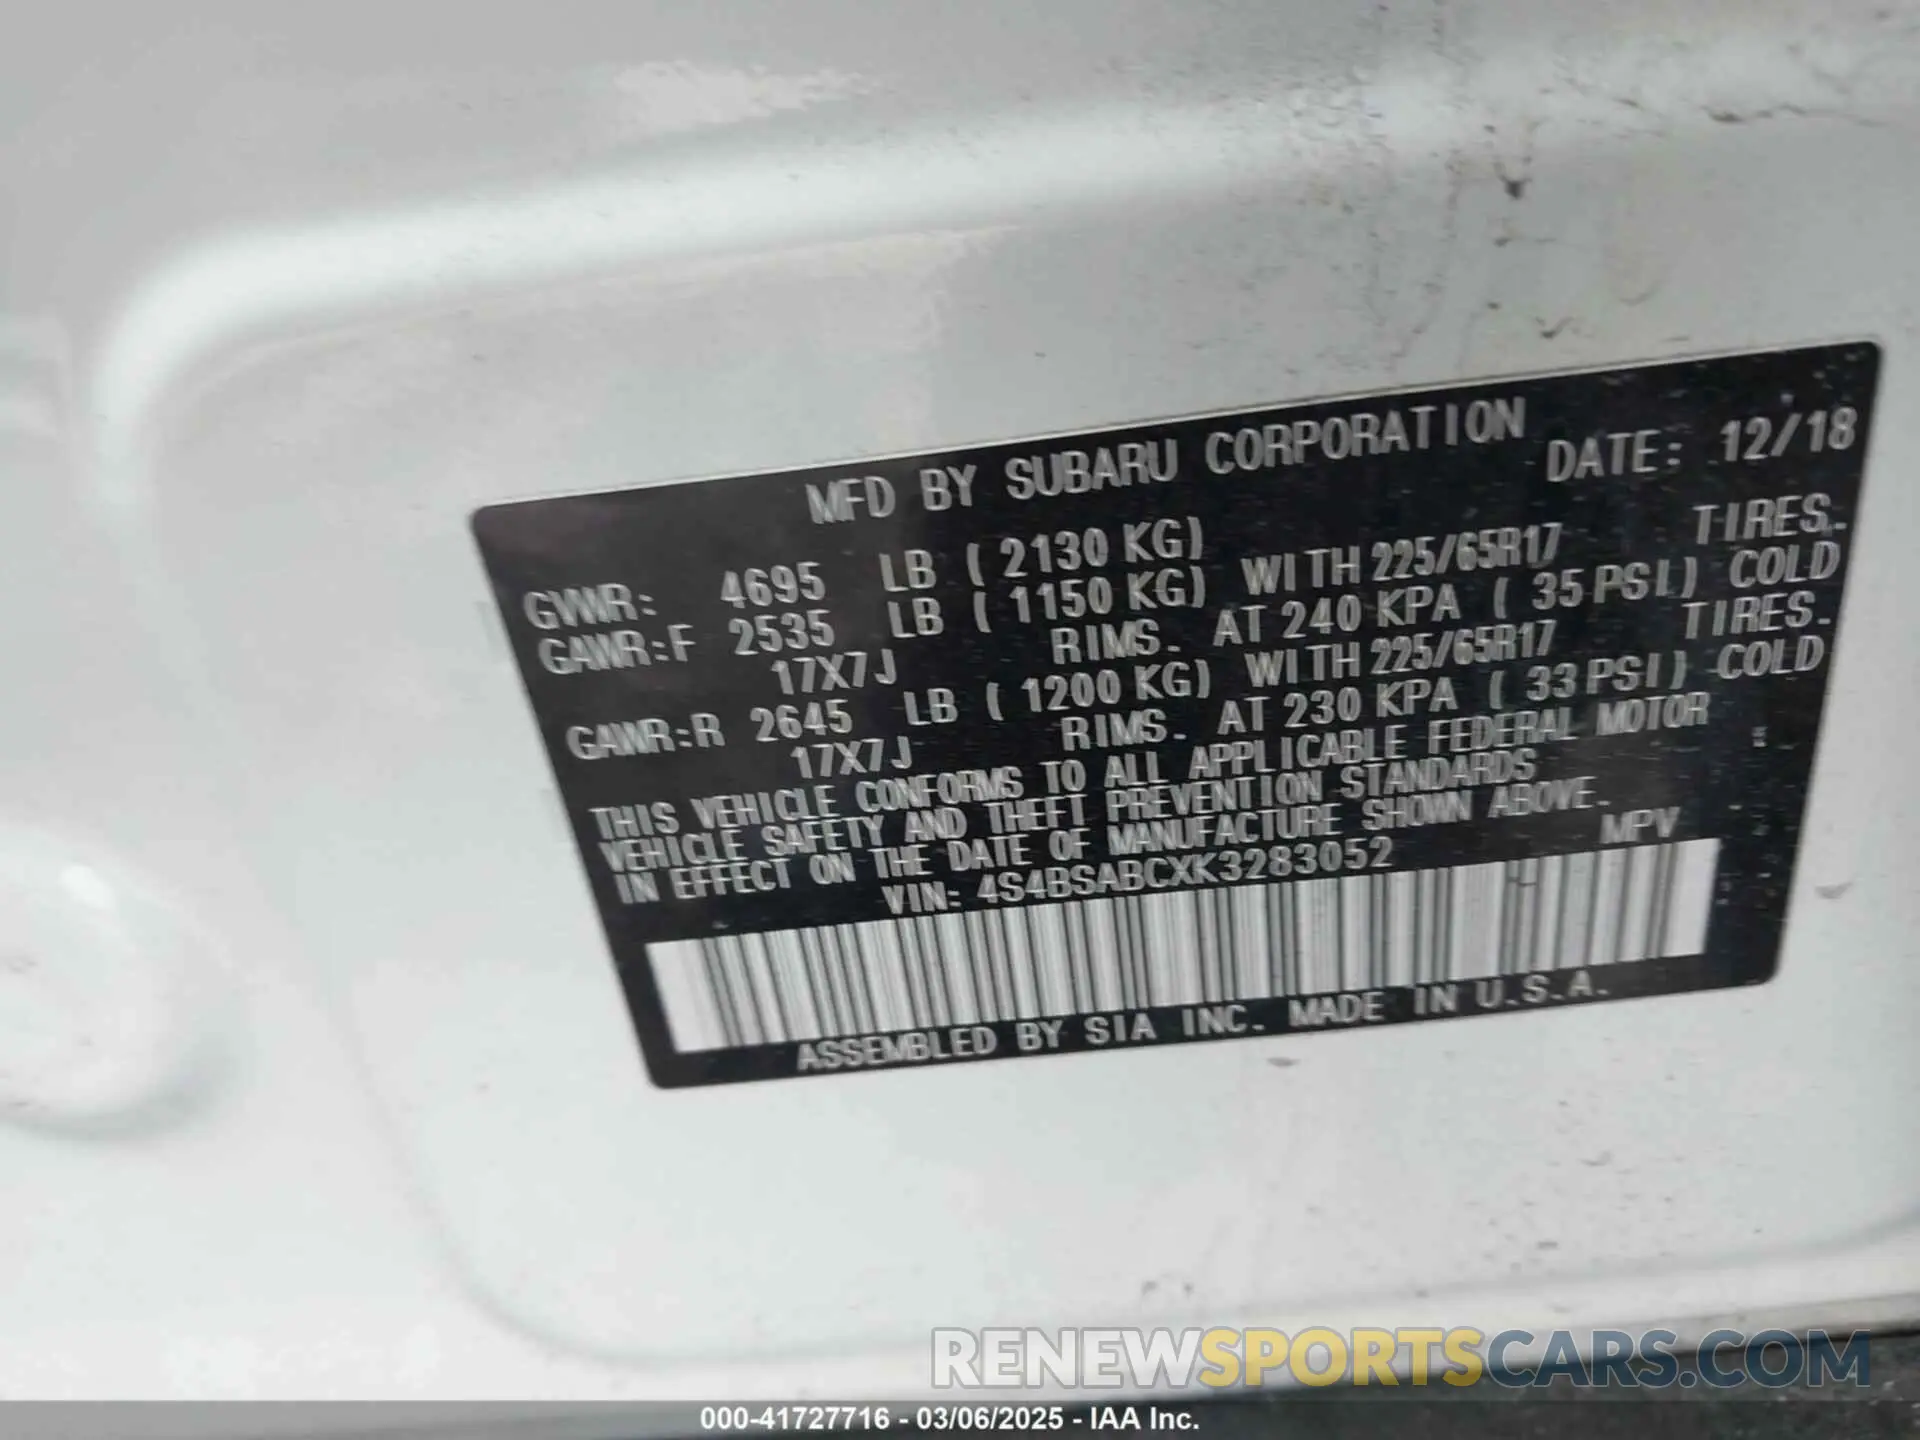 MFD BY SUBARU CORPORATION DATE: 12/18
GVWR: 4695 LB ( 2130 KG)
GAWR:F 2535 LB ( 1150 KG) WITH 225/65R17 TIRES.
17X7J RIMS. AT 240 KPA ( 35 PSI) COLD
GAWR:R 2645 LB ( 1200 KG) WITH 225/65R17 TIRES.
17X7J RIMS. AT 230 KPA ( 33 PSI) COLD
THIS VEHICLE CONFORMS TO ALL APPLICABLE FEDERAL MOTOR
VEHICLE SAFETY AND THEFT PREVENTION STANDARDS
IN EFFECT ON THE DATE OF MANUFACTURE SHOWN ABOVE.
VIN: 4S4BSABCXK3283052 MPV
ASSEMBLED BY SIA INC. MADE IN U.S.A.
RENEWSPORTSCARS.COM
000-41727716 - 03/06/2025 - IAA Inc.